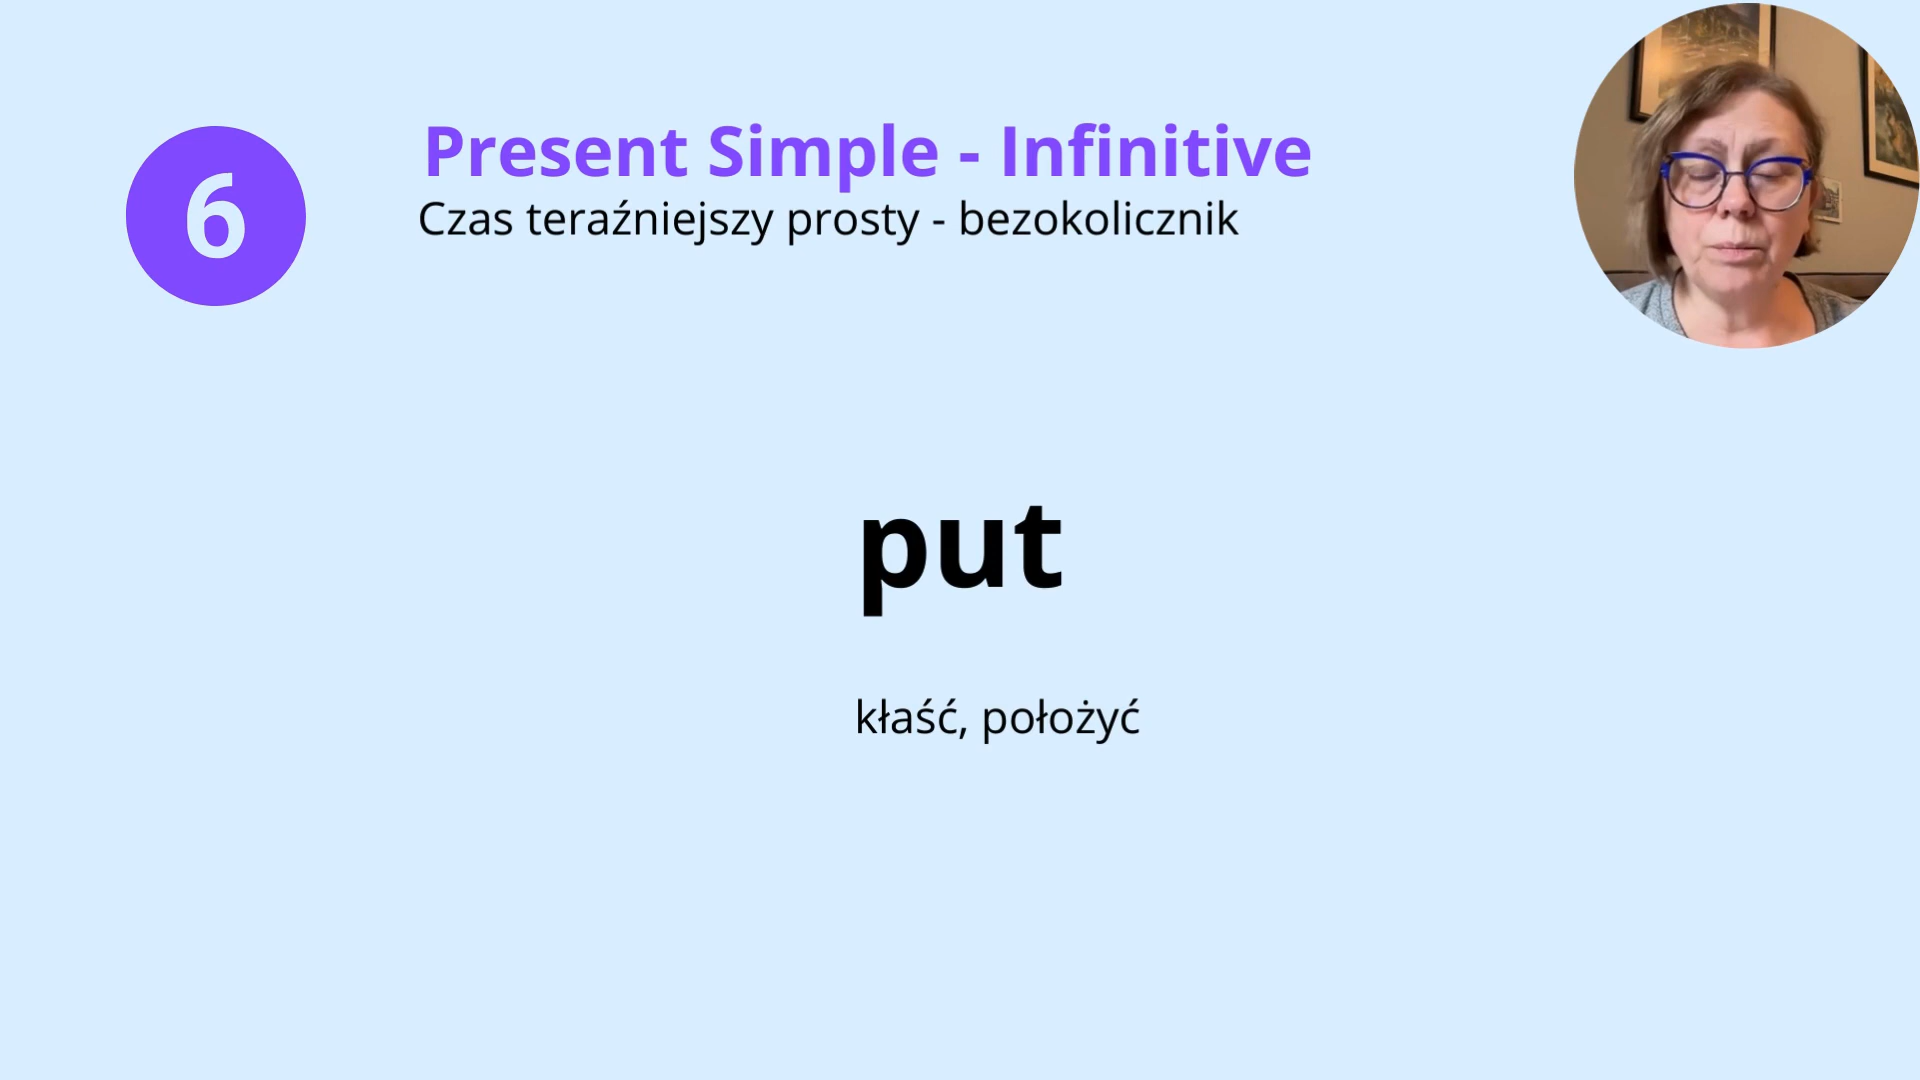 6
Present Simple - Infinitive
Czas teraźniejszy prosty - bezokolicznik
put
kłaść, położyć